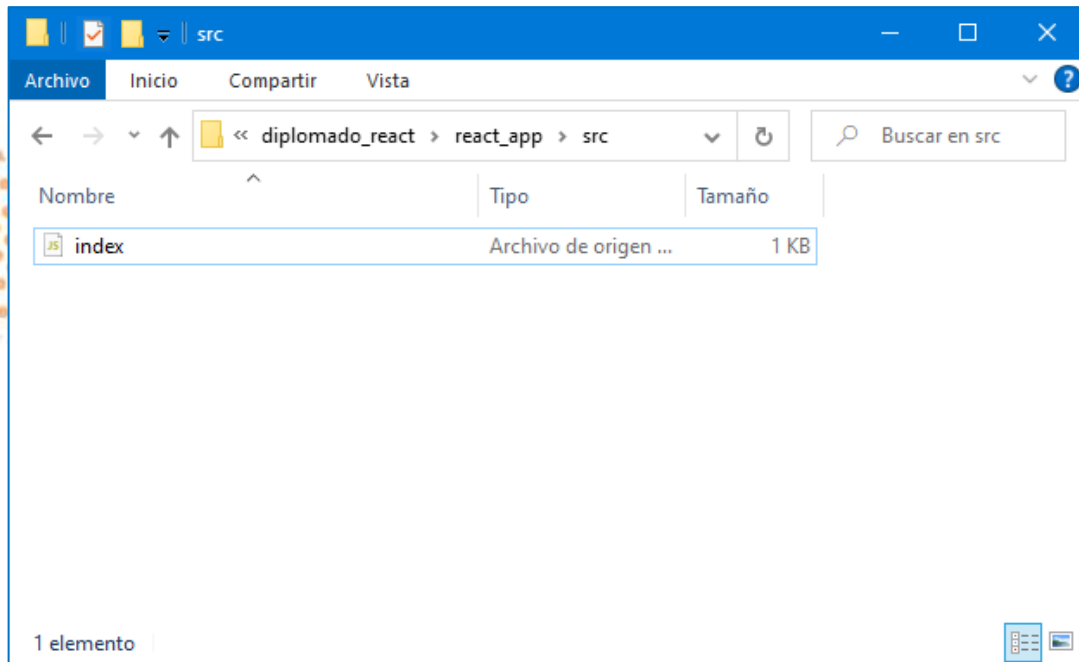 src
Archivo Inicio Compartir Vista ?
« diplomado_react > react_app > src Buscar en src
Nombre Tipo Tamaño
JS index Archivo de origen ... 1 KB
1 elemento